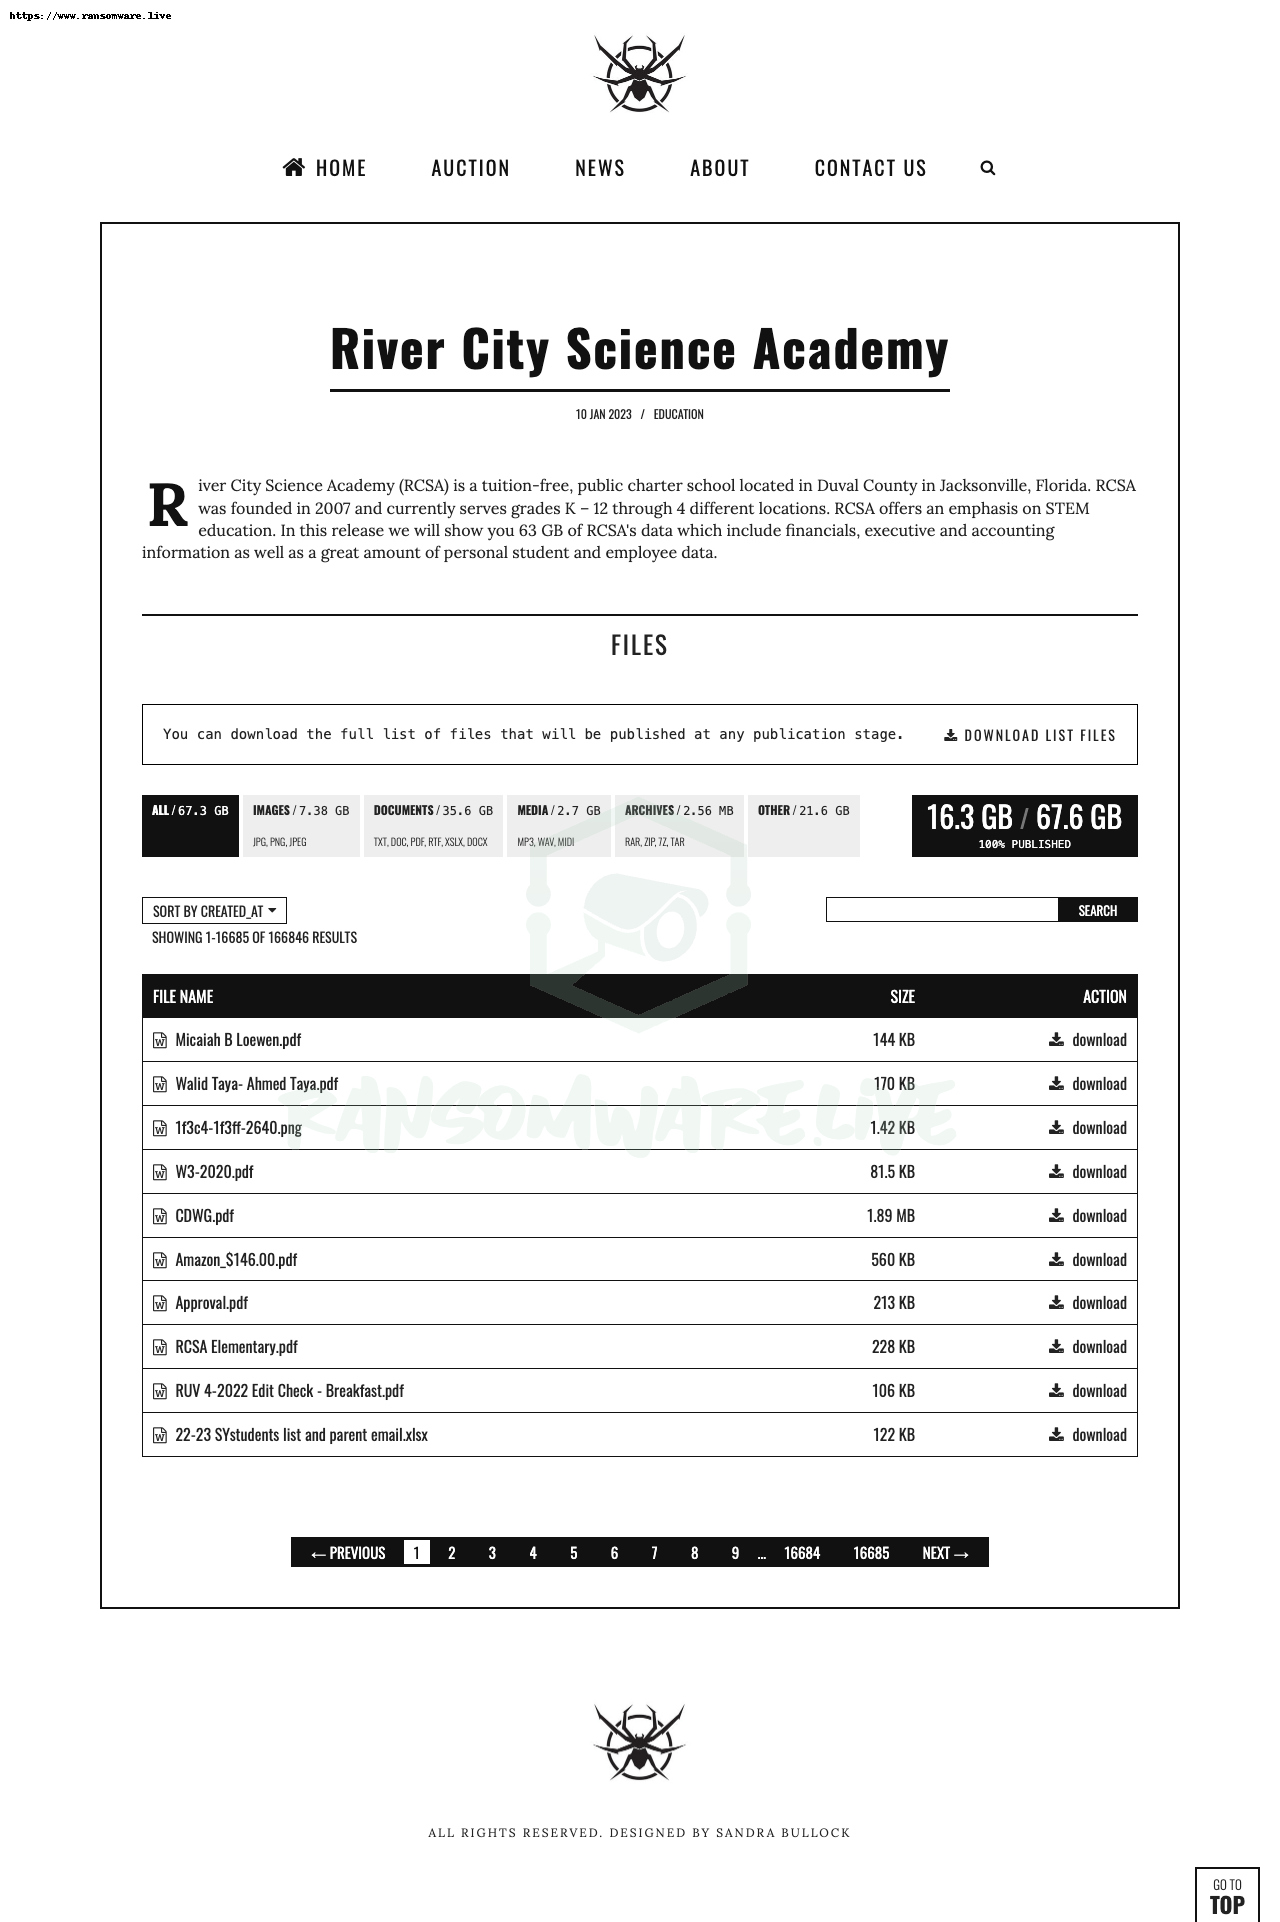 https://www.ransomware.live
HOME AUCTION NEWS ABOUT CONTACT US
River City Science Academy
10 JAN 2023 / EDUCATION
River City Science Academy (RCSA) is a tuition-free, public charter school located in Duval County in Jacksonville, Florida. RCSA
was founded in 2007 and currently serves grades K – 12 through 4 different locations. RCSA offers an emphasis on STEM
education. In this release we will show you 63 GB of RCSA's data which include financials, executive and accounting
information as well as a great amount of personal student and employee data.
FILES
You can download the full list of files that will be published at any publication stage. DOWNLOAD LIST FILES
ALL / 67.3 GB IMAGES / 7.38 GB DOCUMENTS / 35.6 GB MEDIA / 2.7 GB ARCHIVES / 2.56 MB OTHER / 21.6 GB 16.3 GB / 67.6 GB
JPG, PNG, JPEG TXT, DOC, PDF, RTF, XSLX, DOCX MP3, WAV, MIDI RAR, ZIP, 7Z, TAR 100% PUBLISHED
SORT BY CREATED_AT SEARCH
SHOWING 1-16685 OF 166846 RESULTS
FILE NAME SIZE ACTION
Micaiah B Loewen.pdf 144 KB download
Walid Taya- Ahmed Taya.pdf 170 KB download
RANSOMWARE.LIVE
1f3c4-1f3ff-2640.png 1.42 KB download
W3-2020.pdf 81.5 KB download
CDWG.pdf 1.89 MB download
Amazon_$146.00.pdf 560 KB download
Approval.pdf 213 KB download
RCSA Elementary.pdf 228 KB download
RUV 4-2022 Edit Check - Breakfast.pdf 106 KB download
22-23 SYstudents list and parent email.xlsx 122 KB download
← PREVIOUS 1 2 3 4 5 6 7 8 9 ... 16684 16685 NEXT →
ALL RIGHTS RESERVED. DESIGNED BY SANDRA BULLOCK
GO TO
TOP